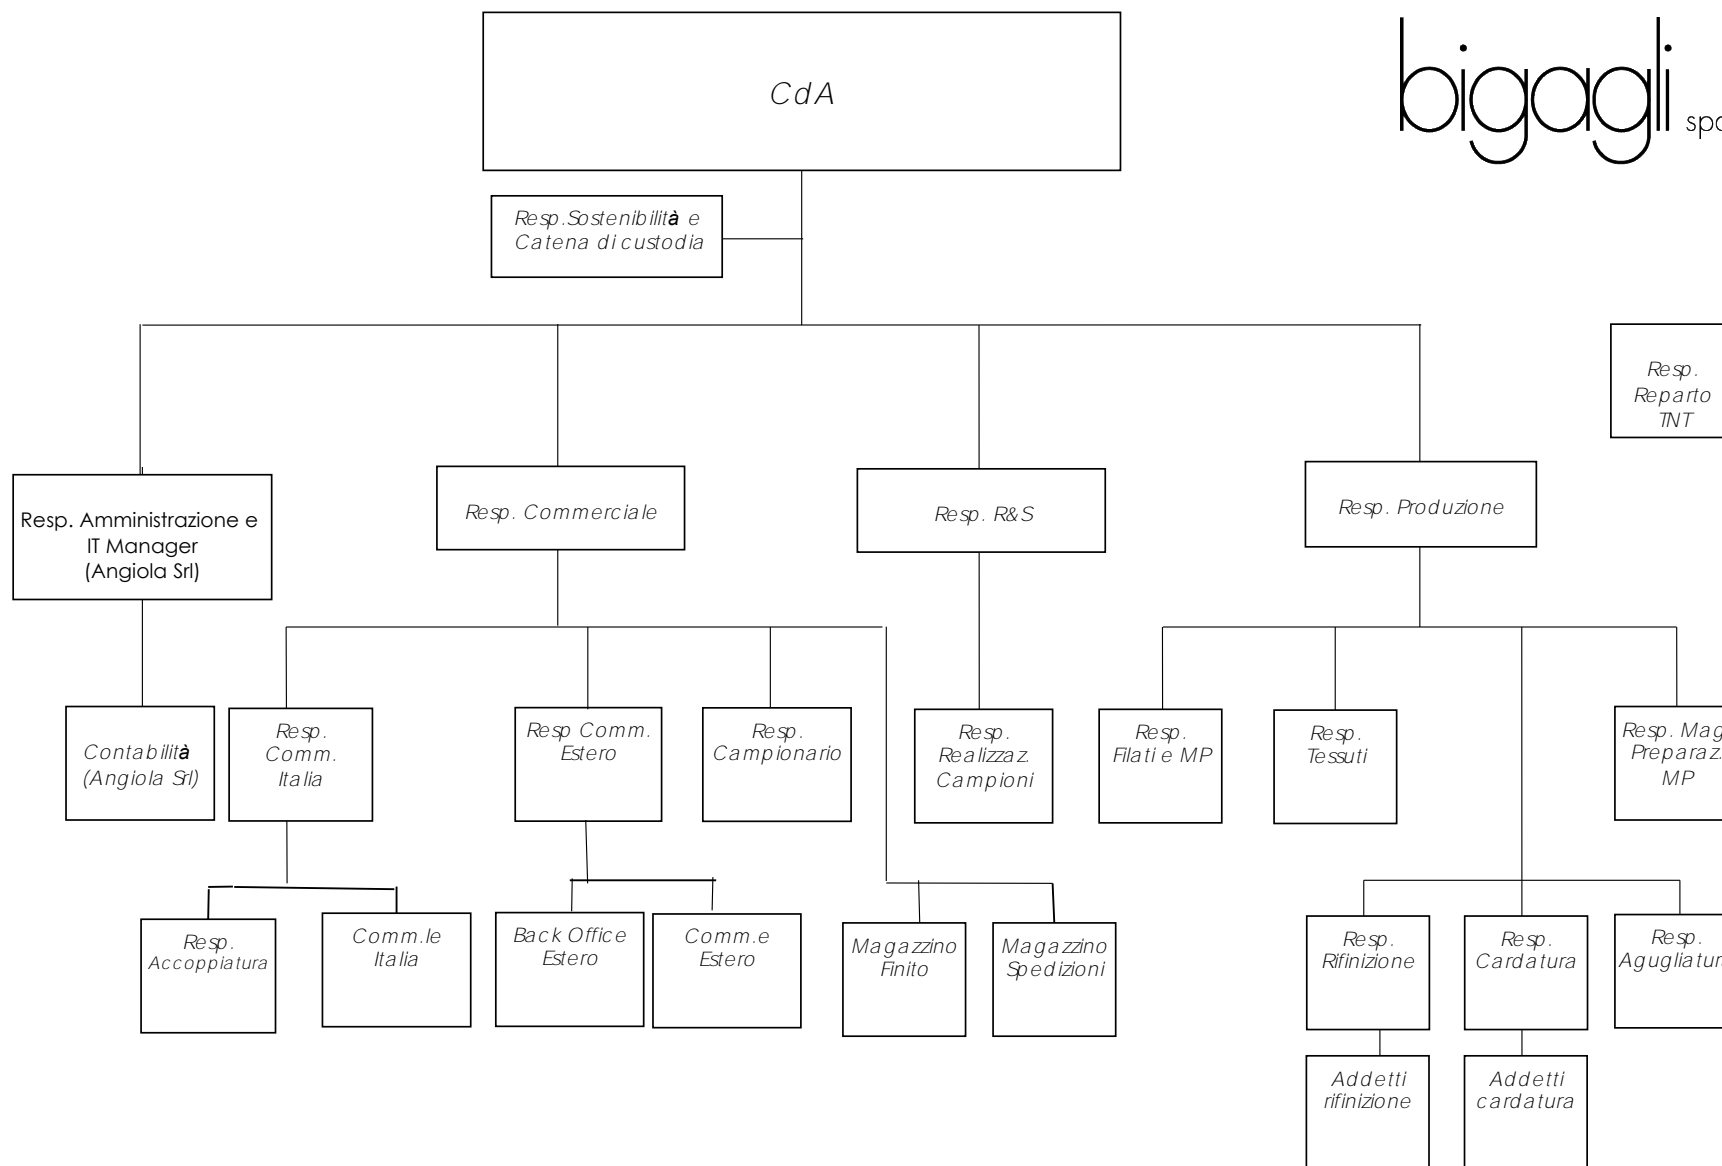 CdA
bigagli
Resp.Sostenibilità e
Catena di custodia
Resp.
Reparto
TNT
Resp. Amministrazione e
IT Manager
(Angiola Srl)
Resp. Commerciale
Resp. R&S
Resp. Produzione
Contabilità
(Angiola Srl)
Resp.
Comm.
Italia
Resp Comm.
Estero
Resp.
Campionario
Resp.
Realizzaz.
Campioni
Resp.
Filati e MP
Resp.
Tessuti
Resp. Mag
Preparaz.
MP
Resp.
Accoppiatura
Comm.le
Italia
Back Office
Estero
Comm.e
Estero
Magazzino
Finito
Magazzino
Spedizioni
Resp.
Rifinizione
Resp.
Cardatura
Resp.
Agugliatura
Addetti
rifinizione
Addetti
cardatura